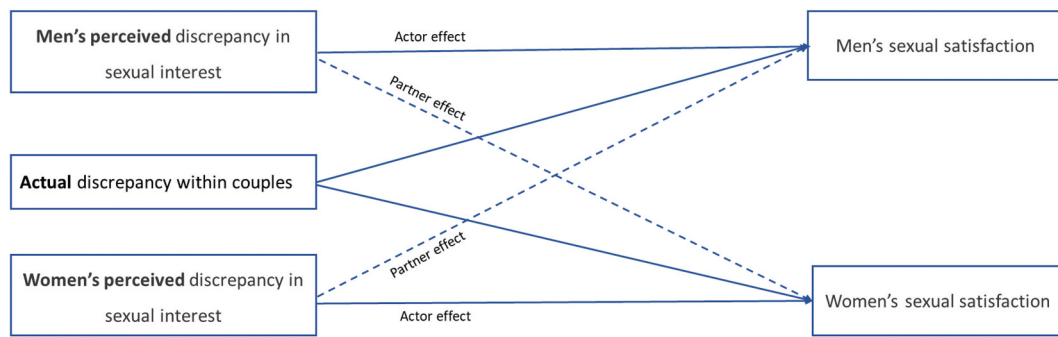 Men's perceived discrepancy in
sexual interest
Actor effect
Men's sexual satisfaction
Partner effect
Actual discrepancy within couples
Partner effect
Women's perceived discrepancy in
sexual interest
Actor effect
Women's sexual satisfaction